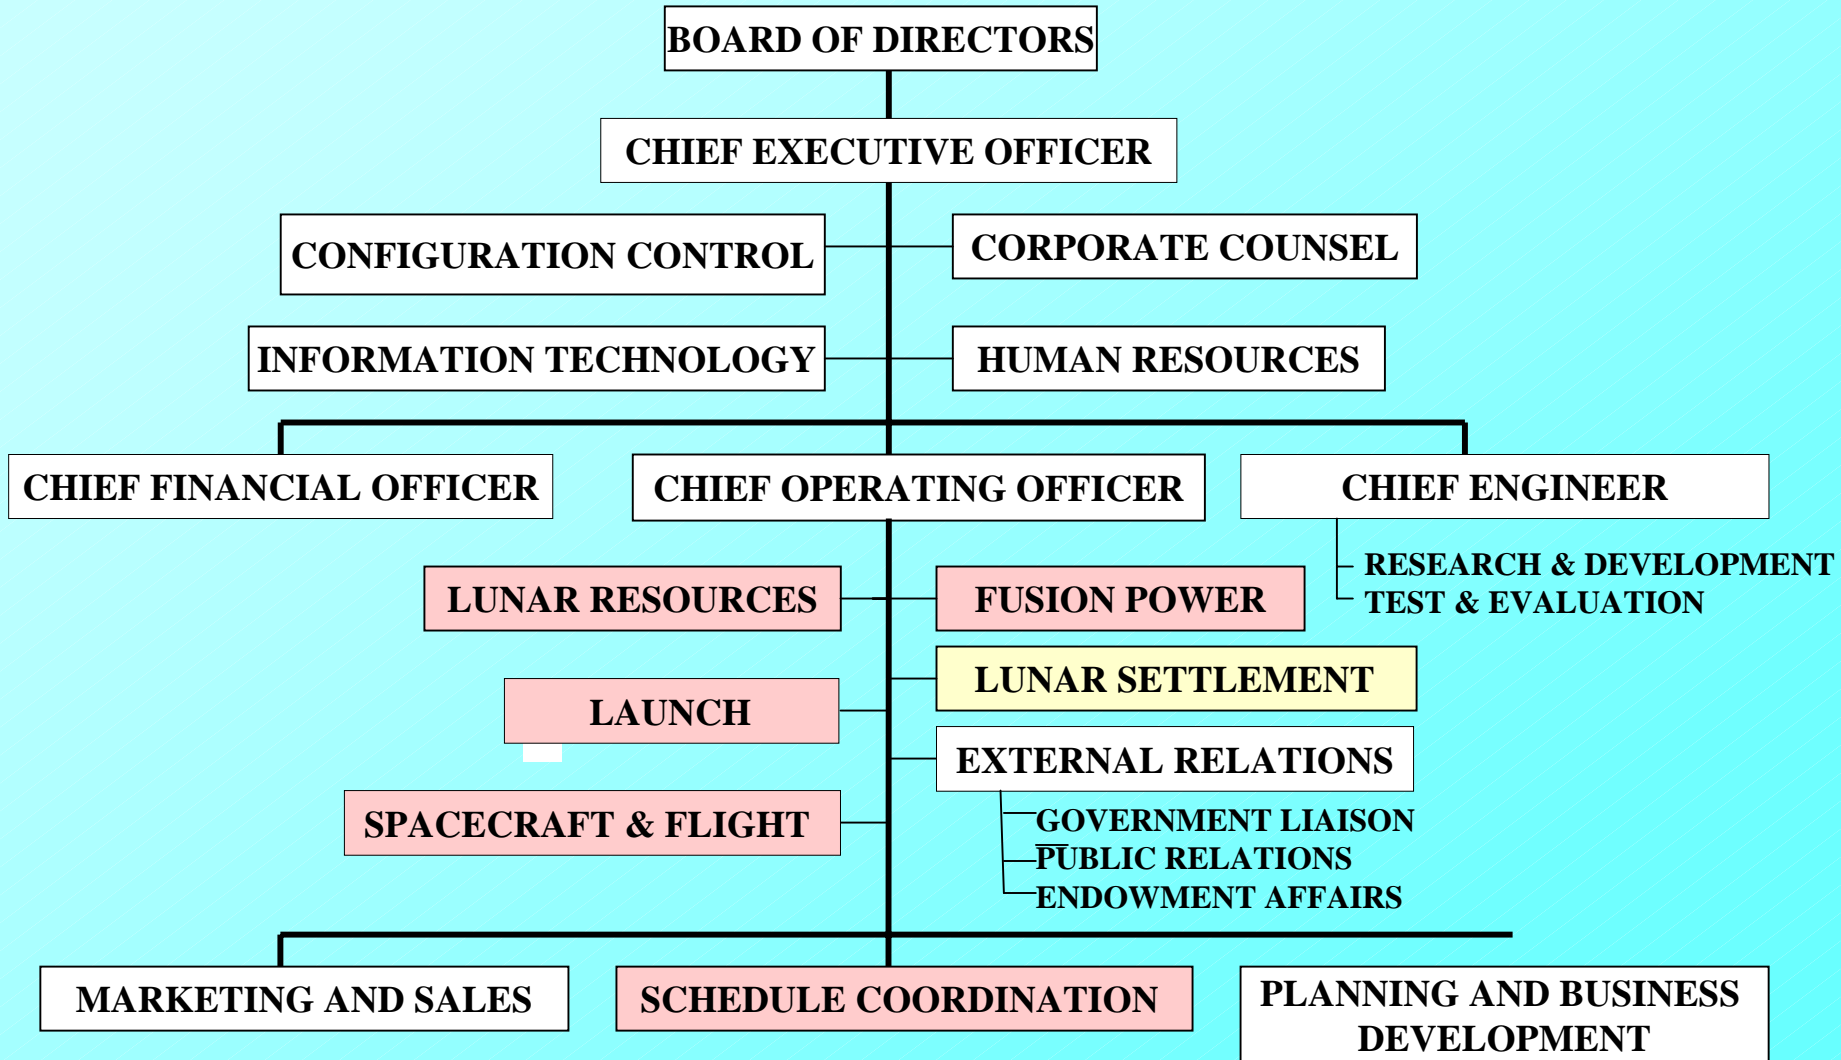 BOARD OF DIRECTORS
CHIEF EXECUTIVE OFFICER
CONFIGURATION CONTROL
CORPORATE COUNSEL
INFORMATION TECHNOLOGY
HUMAN RESOURCES
CHIEF FINANCIAL OFFICER
CHIEF OPERATING OFFICER
CHIEF ENGINEER
RESEARCH & DEVELOPMENT
TEST & EVALUATION
LUNAR RESOURCES
FUSION POWER
LUNAR SETTLEMENT
LAUNCH
EXTERNAL RELATIONS
SPACECRAFT & FLIGHT
GOVERNMENT LIAISON
PUBLIC RELATIONS
ENDOWMENT AFFAIRS
MARKETING AND SALES
SCHEDULE COORDINATION
PLANNING AND BUSINESS
DEVELOPMENT